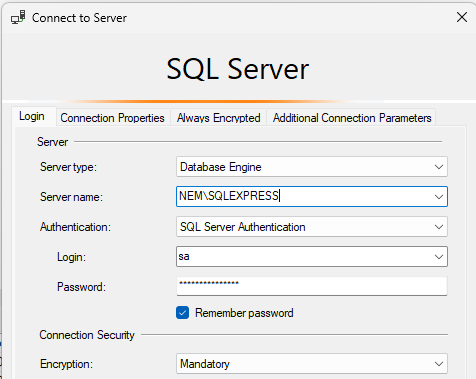 Connect to Server
SQL Server
Login Connection Properties Always Encrypted Additional Connection Parameters
Server
Server type: Database Engine
Server name: NEM\SQLEXPRESS
Authentication: SQL Server Authentication
Login: sa
Password: ***************
Remember password
Connection Security
Encryption: Mandatory